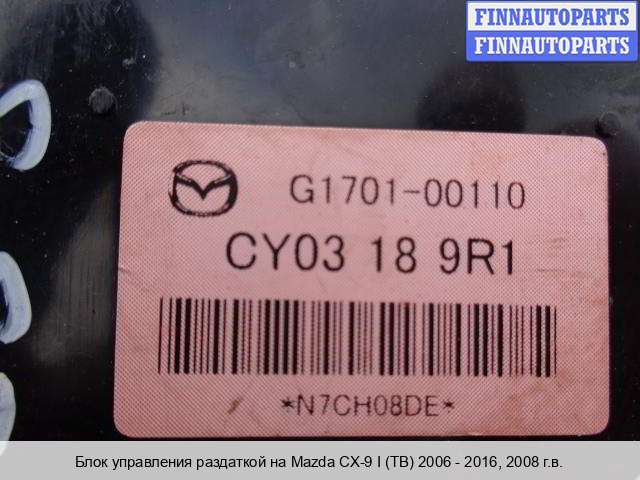 FINNAUTOPARTS
FINNAUTOPARTS
G1701-00110
CY03 18 9R1
*N7CH08DE*
Блок управления раздаткой на Mazda CX-9 I (TB) 2006 - 2016, 2008 г.в.